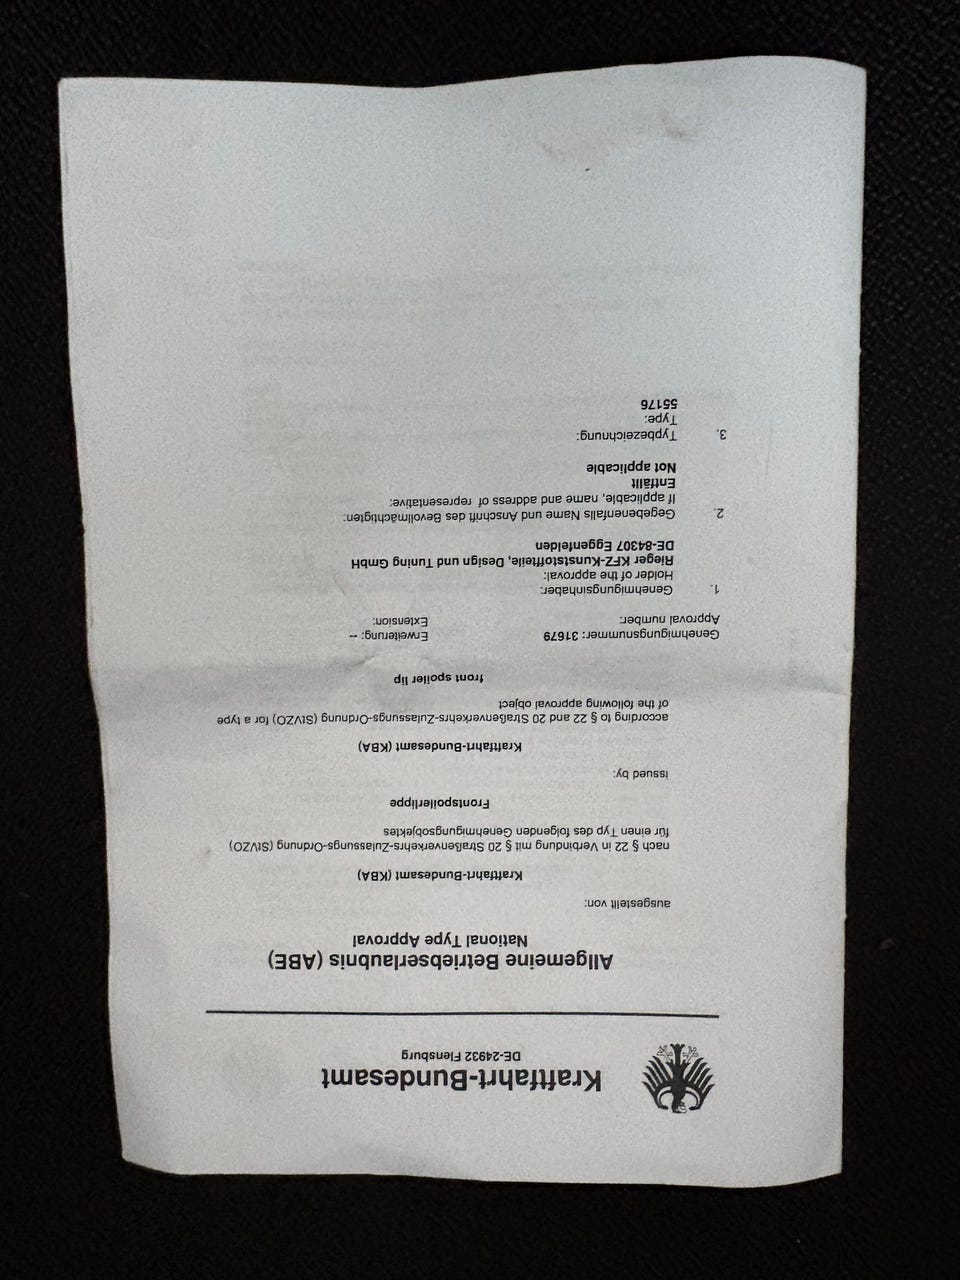 Kraftfahrt-Bundesamt
DE-24932 Flensburg
Allgemeine Betriebserlaubnis (ABE)
National Type Approval
ausgestellt von:
Kraftfahrt-Bundesamt (KBA)
nach § 22 in Verbindung mit § 20 Straßenverkehrs-Zulassungs-Ordnung (StVZO)
für einen Typ des folgenden Genehmigungsobjektes
Frontspoilerlippe
issued by:
Kraftfahrt-Bundesamt (KBA)
according to § 22 and 20 Straßenverkehrs-Zulassungs-Ordnung (StVZO) for a type
of the following approval object
front spoiler lip
Genehmigungsnummer: 31679 Erweiterung: --
Approval number: Extension:
1. Genehmigungsinhaber:
Holder of the approval:
Rieger KFZ-Kunststoffteile, Design und Tuning GmbH
DE-84307 Eggenfelden
2. Gegebenenfalls Name und Anschrift des Bevollmächtigten:
If applicable, name and address of representative:
Entfällt
Not applicable
3. Typbezeichnung:
Type:
55176